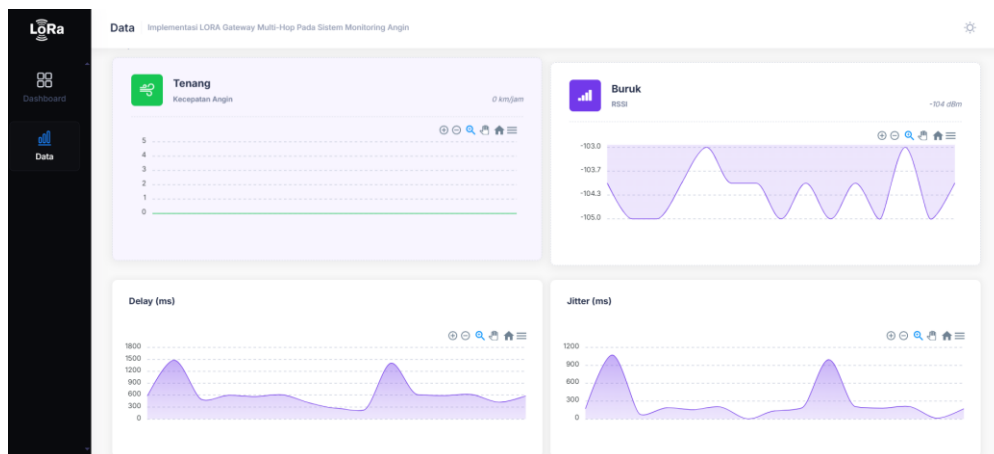 LoRa
Data Implementasi LORA Gateway Multi-Hop Pada Sistem Monitoring Angin
Dashboard
Data
Tenang
Kecepatan Angin
0 km/jam
5
4
3
2
1
0
Buruk
RSSI
-104 dBm
-103.0
-103.7
-104.3
-105.0
Delay (ms)
1800
1500
1200
900
600
300
0
Jitter (ms)
1200
900
600
300
0